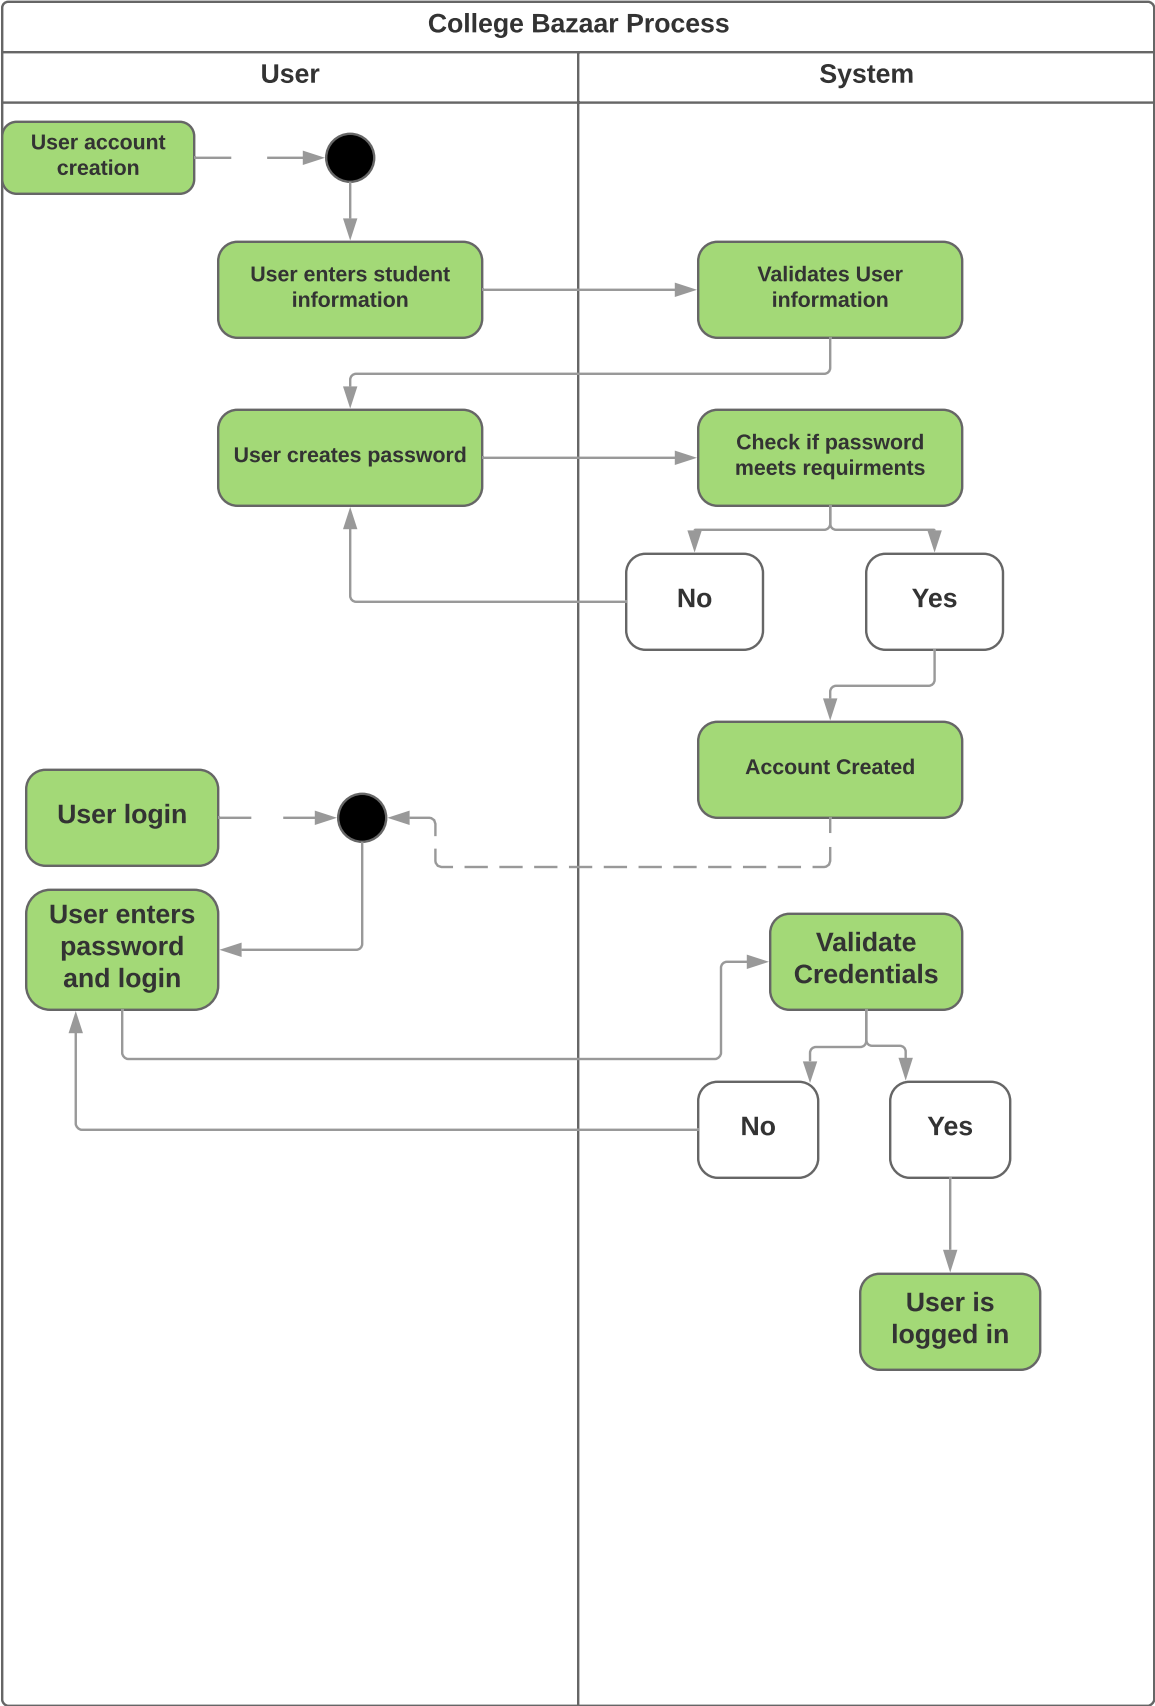 College Bazaar Process
User
System
User account
creation
User enters student
information
Validates User
information
User creates password
Check if password
meets requirments
No
Yes
Account Created
User login
User enters
password
and login
Validate
Credentials
No
Yes
User is
logged in